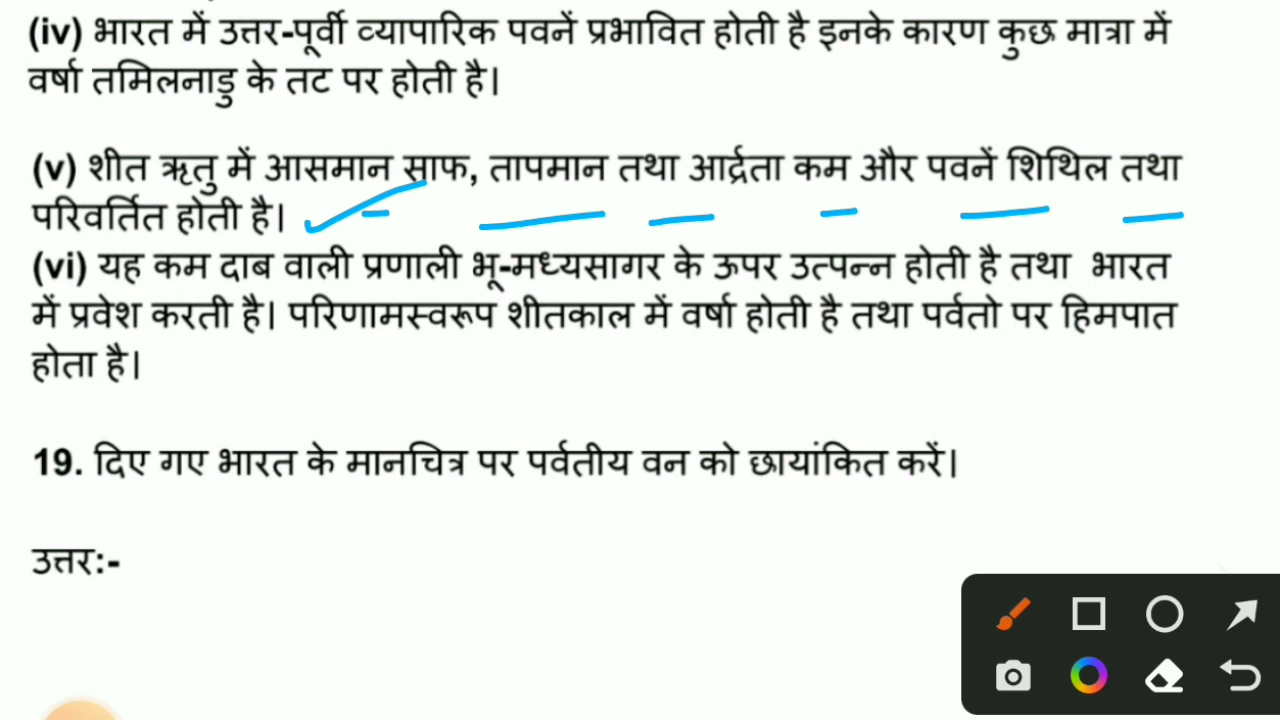 (iv) भारत में उत्तर-पूर्वी व्यापारिक पवनें प्रभावित होती है इनके कारण कुछ मात्रा में
वर्षा तमिलनाडु के तट पर होती है।
(v) शीत ऋतु में आसमान साफ, तापमान तथा आर्द्रता कम और पवनें शिथिल तथा
परिवर्तित होती है।
(vi) यह कम दाब वाली प्रणाली भू-मध्यसागर के ऊपर उत्पन्न होती है तथा भारत
में प्रवेश करती है। परिणामस्वरूप शीतकाल में वर्षा होती है तथा पर्वतो पर हिमपात
होता है।
19. दिए गए भारत के मानचित्र पर पर्वतीय वन को छायांकित करें।
उत्तर:-